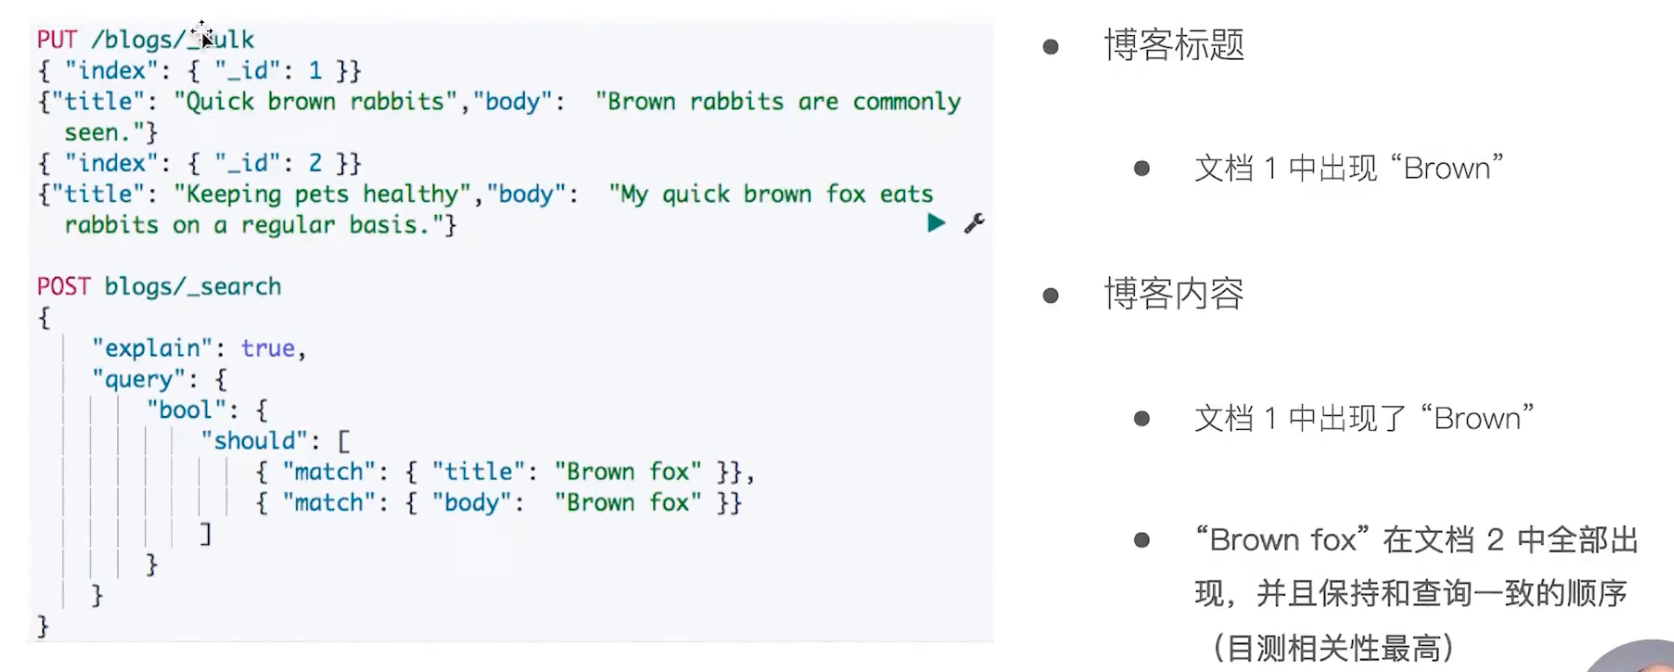 PUT /blogs/_bulk
{ "index": { "_id": 1 }}
{"title": "Quick brown rabbits","body":  "Brown rabbits are commonly
seen."}
{ "index": { "_id": 2 }}
{"title": "Keeping pets healthy","body":  "My quick brown fox eats
rabbits on a regular basis."}
POST blogs/_search
{
"explain": true,
"query": {
"bool": {
"should": [
{ "match": { "title": "Brown fox" }},
{ "match": { "body":  "Brown fox" }}
]
}
}
}
博客标题
文档 1 中出现 “Brown”
博客内容
文档 1 中出现了 “Brown”
“Brown fox” 在文档 2 中全部出
现，并且保持和查询一致的顺序
（目测相关性最高）